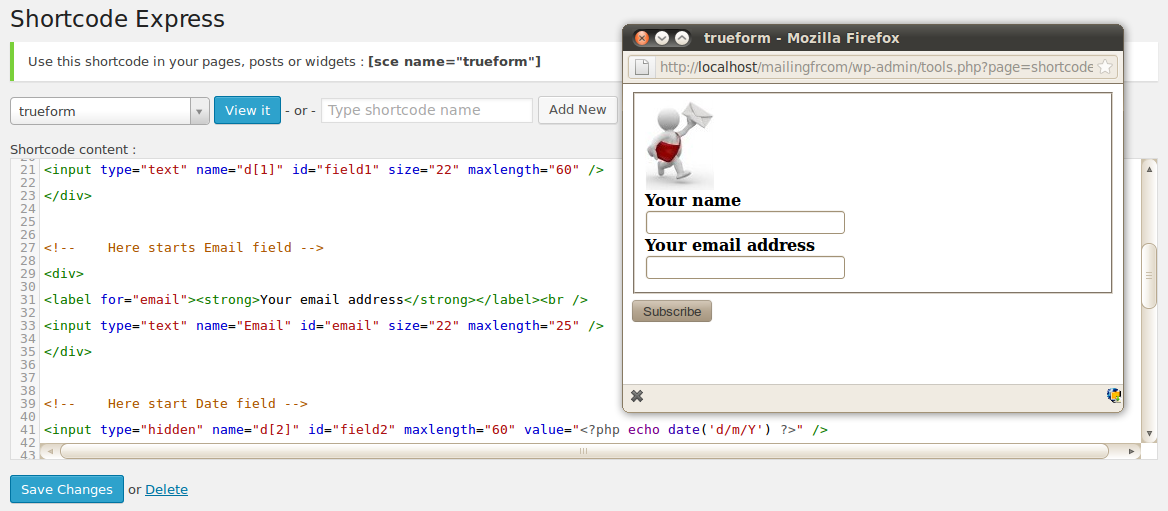 Shortcode Express
Use this shortcode in your pages, posts or widgets : [sce name="trueform"]
trueform View it - or - Type shortcode name Add New
Shortcode content :
21 <input type="text" name="d[1]" id="field1" size="22" maxlength="60" />
22
23 </div>
24
25
26
27 <!--    Here starts Email field -->
28
29 <div>
30
31 <label for="email"><strong>Your email address</strong></label><br />
32
33 <input type="text" name="Email" id="email" size="22" maxlength="25" />
34
35 </div>
36
37
38
39 <!--    Here start Date field -->
40
41 <input type="hidden" name="d[2]" id="field2" maxlength="60" value="<?php echo date('d/m/Y') ?>" />
42
43
Save Changes or Delete
trueform - Mozilla Firefox
http://localhost/mailingfrcom/wp-admin/tools.php?page=shortcode
Your name
Your email address
Subscribe